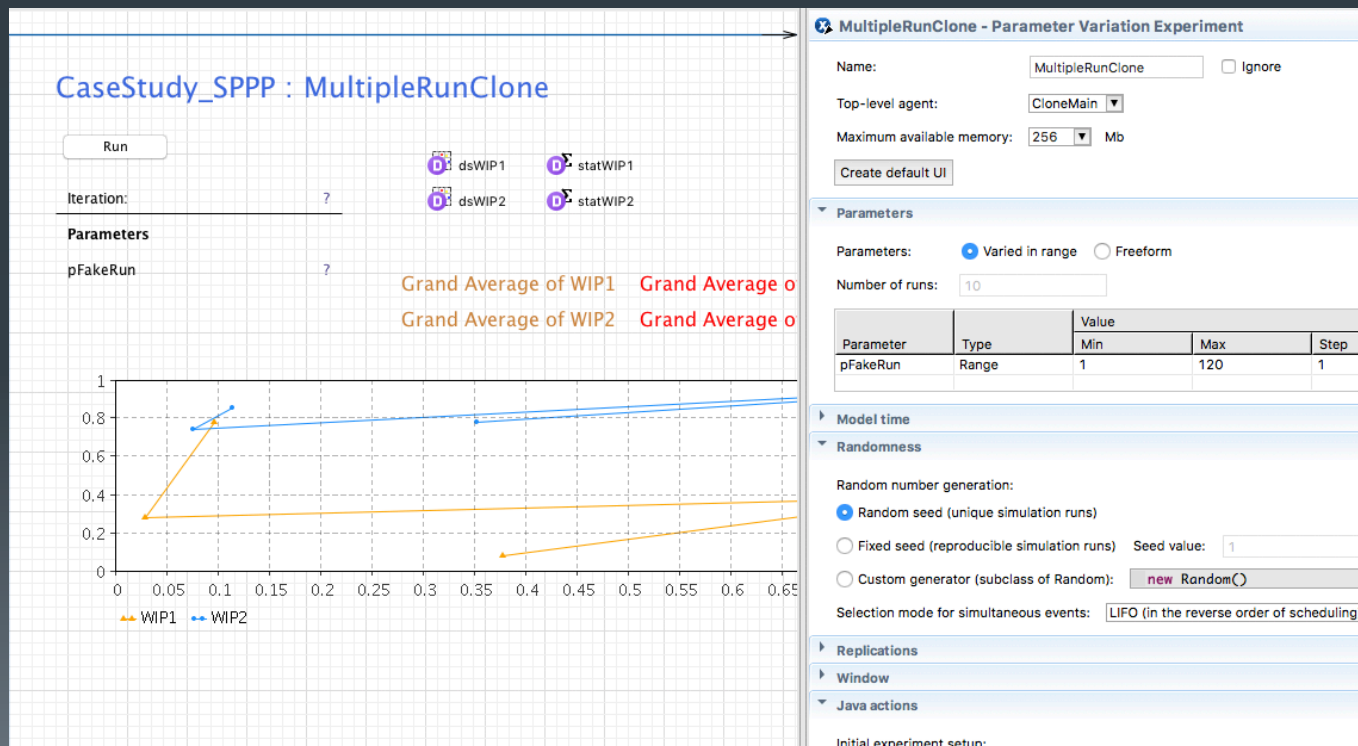 CaseStudy_SPPP : MultipleRunClone
Run
dsWIP1 statWIP1
Iteration: ?
dsWIP2 statWIP2
Parameters
pFakeRun ?
Grand Average of WIP1 Grand Average o
Grand Average of WIP2 Grand Average o
1
0.8
0.6
0.4
0.2
0
0 0.05 0.1 0.15 0.2 0.25 0.3 0.35 0.4 0.45 0.5 0.55 0.6 0.65
WIP1 WIP2
MultipleRunClone - Parameter Variation Experiment
Name: MultipleRunClone Ignore
Top-level agent: CloneMain
Maximum available memory: 256 Mb
Create default UI
Parameters
Parameters: Varied in range Freeform
Number of runs: 10
Value
Parameter Type Min Max Step
pFakeRun Range 1 120 1
Model time
Randomness
Random number generation:
Random seed (unique simulation runs)
Fixed seed (reproducible simulation runs) Seed value: 1
Custom generator (subclass of Random): new Random()
Selection mode for simultaneous events: LIFO (in the reverse order of scheduling
Replications
Window
Java actions
Initial experiment setup: